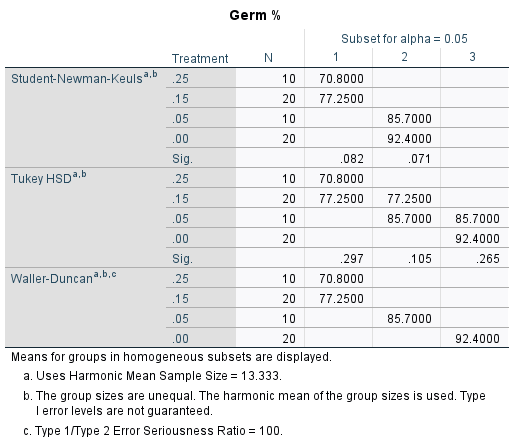 Germ %
Subset for alpha = 0.05
Treatment N 1 2 3
Student-Newman-Keuls a,b .25 10 70.8000
.15 20 77.2500
.05 10 85.7000
.00 20 92.4000
Sig. .082 .071
Tukey HSD a,b .25 10 70.8000
.15 20 77.2500 77.2500
.05 10 85.7000 85.7000
.00 20 92.4000
Sig. .297 .105 .265
Waller-Duncan a,b,c .25 10 70.8000
.15 20 77.2500
.05 10 85.7000
.00 20 92.4000
Means for groups in homogeneous subsets are displayed.
a. Uses Harmonic Mean Sample Size = 13.333.
b. The group sizes are unequal. The harmonic mean of the group sizes is used. Type
I error levels are not guaranteed.
c. Type 1/Type 2 Error Seriousness Ratio = 100.